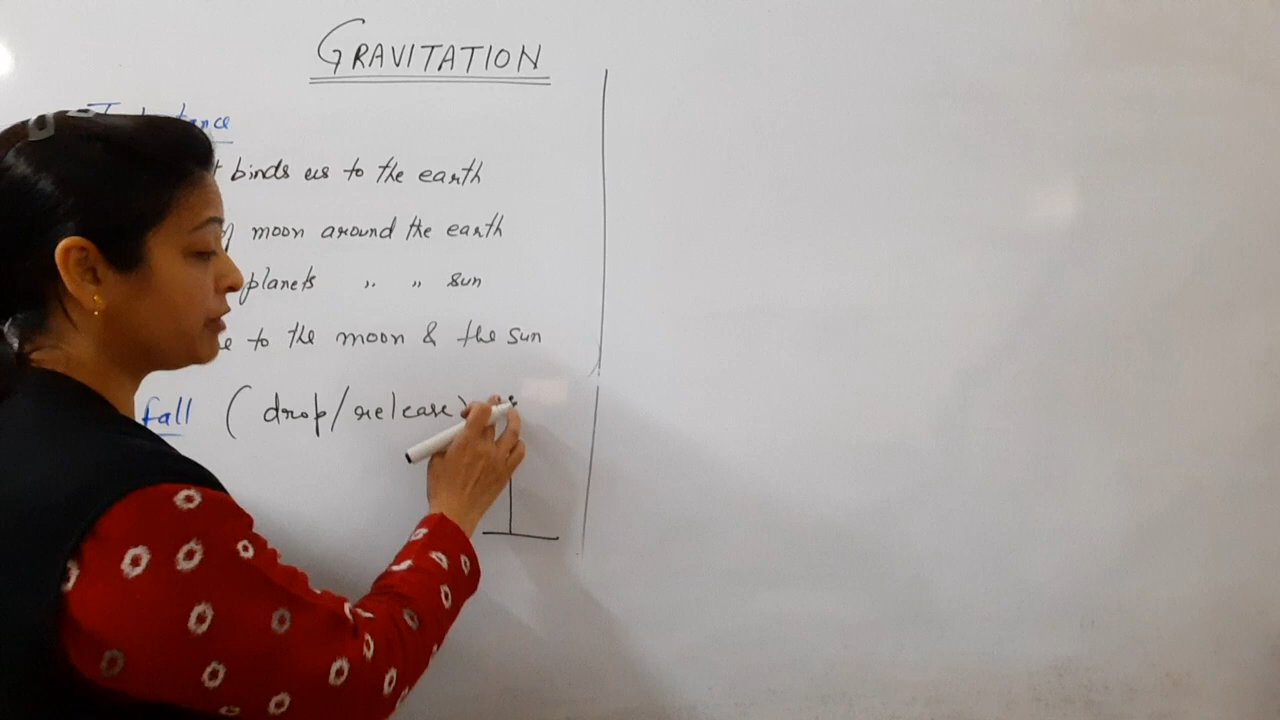 GRAVITATION
binds us to the earth
moon around the earth
planets " " sun
to the moon & the sun
fall (drop/release)